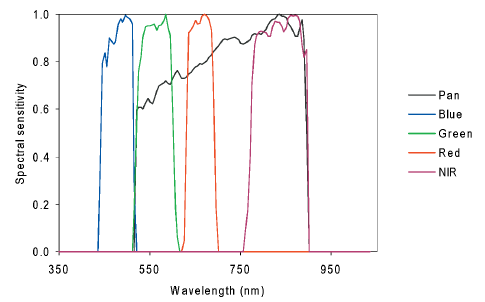 1.0
0.8
0.6
0.4
0.2
0.0
Spectral sensitivity
350
550
750
950
Wavelength (nm)
Pan
Blue
Green
Red
NIR